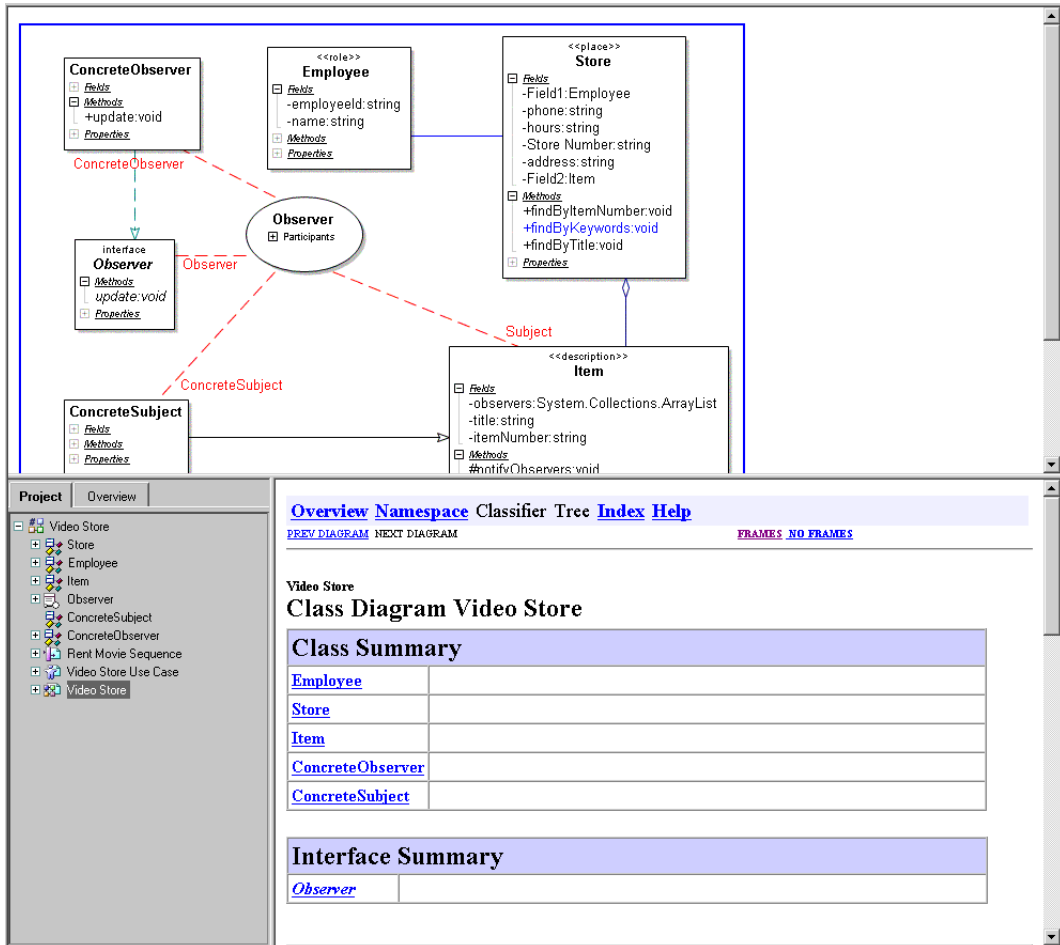 ConcreteObserver
Fields
Methods
+update:void
Properties
ConcreteObserver
<<role>>
Employee
Fields
-employeeId:string
-name:string
Methods
Properties
<<place>>
Store
Fields
-Field1:Employee
-phone:string
-hours:string
-Store Number:string
-address:string
-Field2:Item
Methods
+findByItemNumber:void
+findByKeywords:void
+findByTitle:void
Properties
Observer
Participants
interface
Observer
Methods
update:void
Properties
Observer
Subject
ConcreteSubject
ConcreteSubject
Fields
Methods
Properties
<<description>>
Item
Fields
-observers:System.Collections.ArrayList
-title:string
-itemNumber:string
Methods
#notifyObservers:void
Project Overview
Video Store
Store
Employee
Item
Observer
ConcreteSubject
ConcreteObserver
Rent Movie Sequence
Video Store Use Case
Video Store
Overview Namespace Classifier Tree Index Help
PREV DIAGRAM NEXT DIAGRAM FRAMES NO FRAMES
Video Store
Class Diagram Video Store
Class Summary
Employee
Store
Item
ConcreteObserver
ConcreteSubject
Interface Summary
Observer